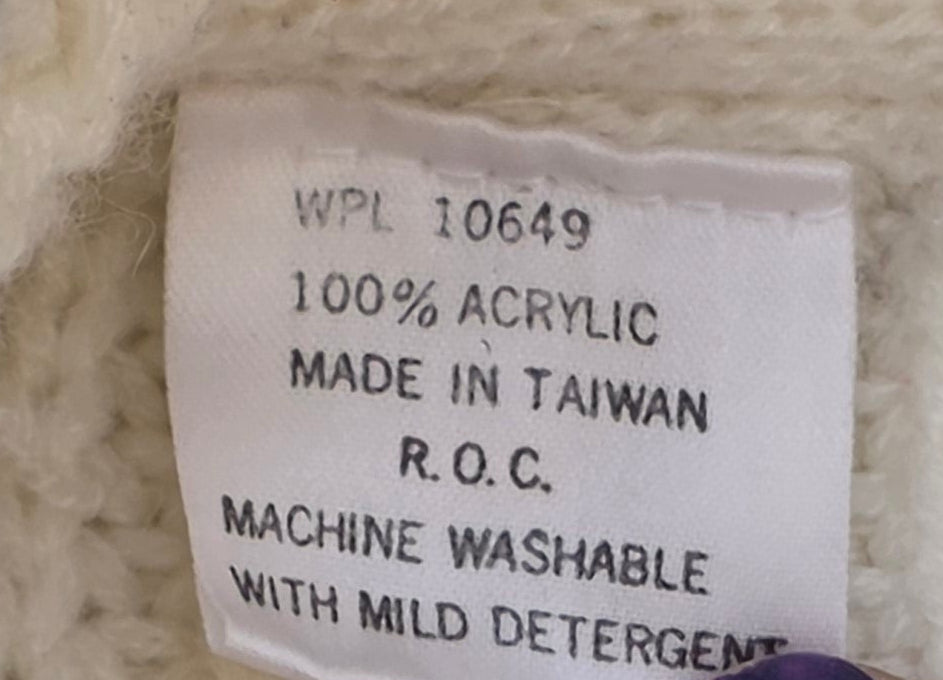 WPL 10649
100% ACRYLIC
MADE IN TAIWAN
R.O.C.
MACHINE WASHABLE
WITH MILD DETERGENT